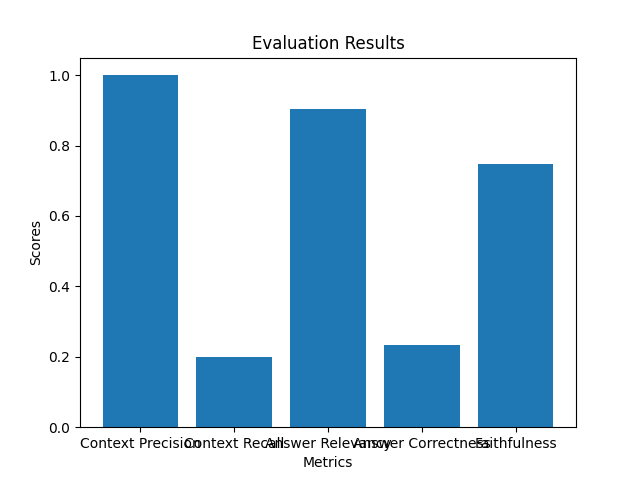 Evaluation Results
1.0
0.8
0.6
0.4
0.2
0.0
Scores
Context Precision Context Recall Answer Relevancy Answer Correctness Faithfulness
Metrics